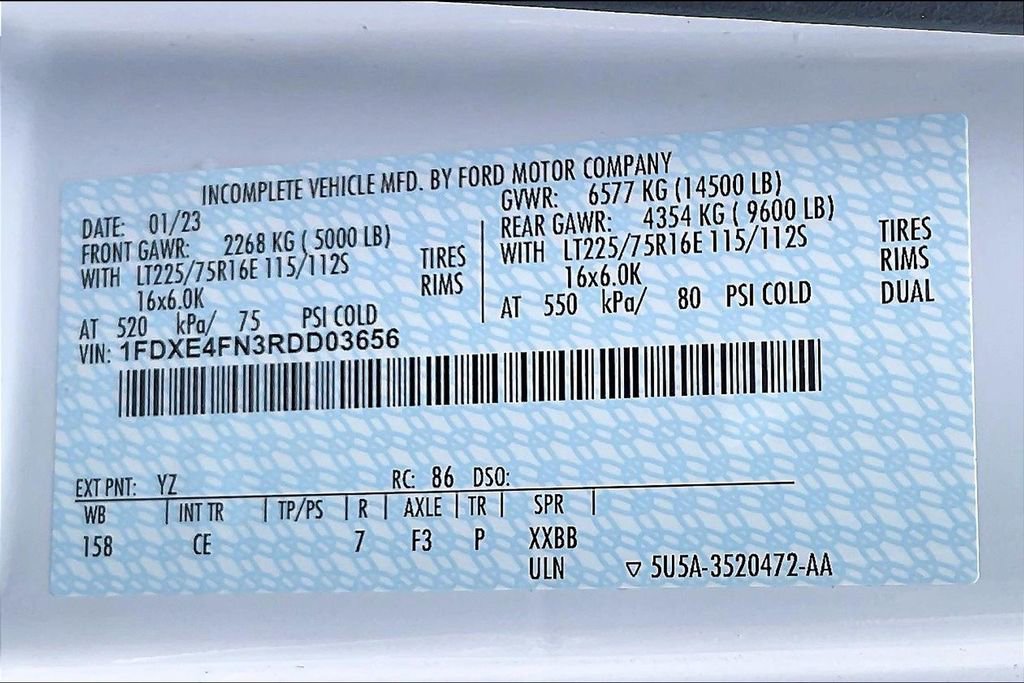 INCOMPLETE VEHICLE MFD. BY FORD MOTOR COMPANY
DATE: 01/23
FRONT GAWR: 2268 KG ( 5000 LB)
WITH LT225/75R16E 115/112S TIRES
16x6.0K RIMS
AT 520 kPa/ 75 PSI COLD
GVWR: 6577 KG (14500 LB)
REAR GAWR: 4354 KG ( 9600 LB)
WITH LT225/75R16E 115/112S TIRES
16x6.0K RIMS
AT 550 kPa/ 80 PSI COLD DUAL
VIN: 1FDXE4FN3RDD03656
EXT PNT: YZ RC: 86 DSO:
WB | INT TR | TP/PS | R | AXLE | TR | SPR |
158 CE 7 F3 P XXBB
ULN ▽ 5U5A-3520472-AA